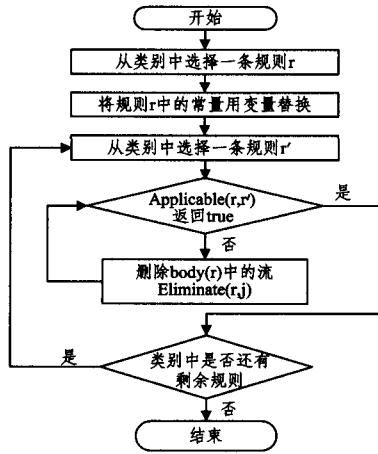 开始
从类别中选择一条规则r
将规则r中的常量用变量替换
从类别中选择一条规则r′
Applicable(r,r′)
返回true
是
否
删除body(r)中的流
Eliminate(r,j)
是
类别中是否还有
剩余规则
否
结束